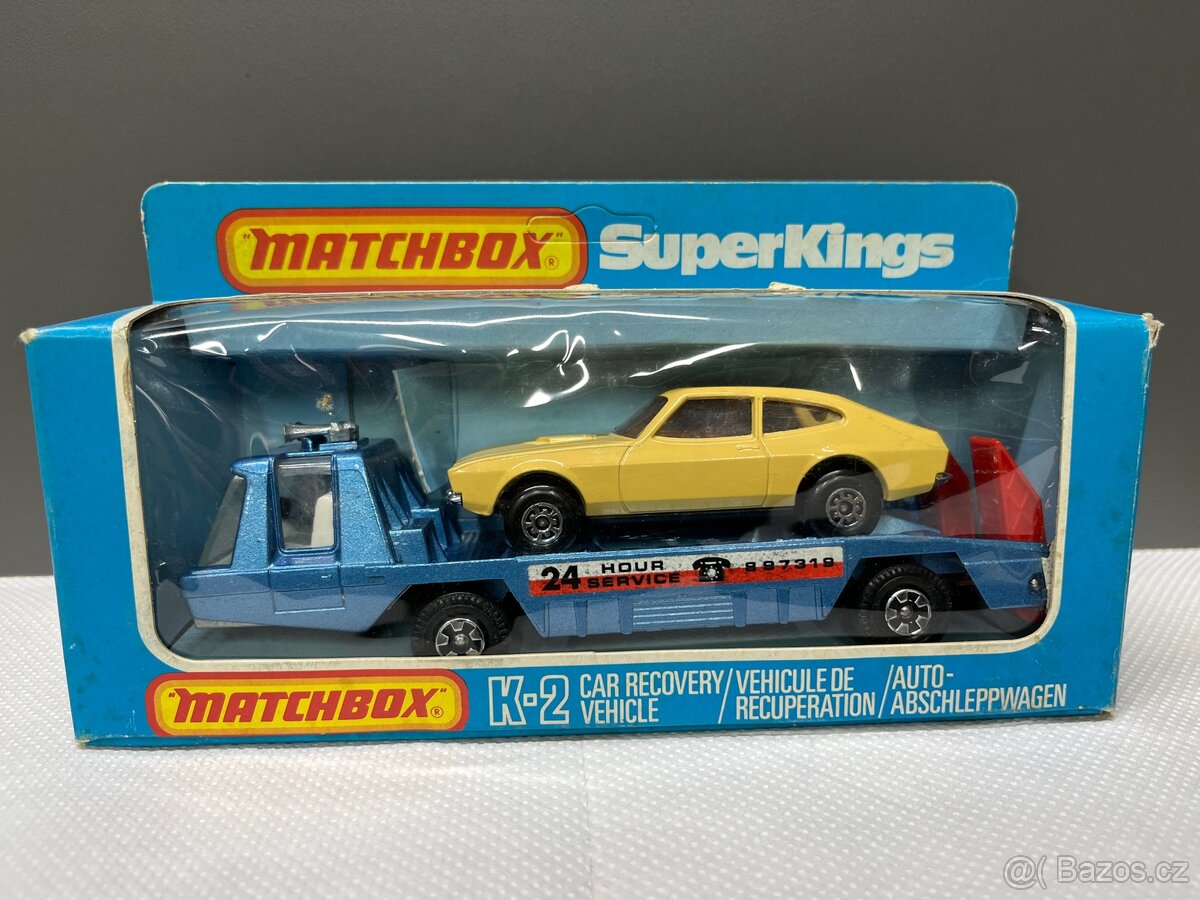 "MATCHBOX"® SuperKings
24 HOUR SERVICE 897319
"MATCHBOX"® K-2 CAR RECOVERY VEHICLE / VEHICULE DE RECUPERATION / AUTO-ABSCHLEPPWAGEN
@( Bazos.cz